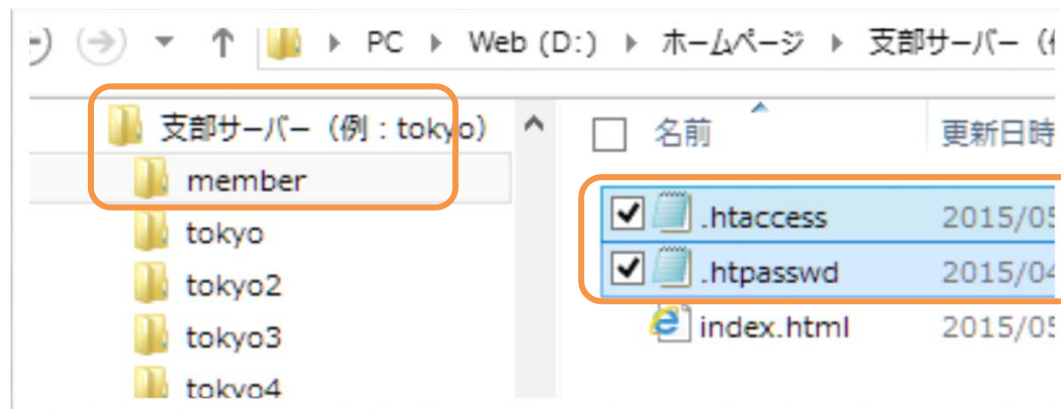 PC Web (D:) ホームページ 支部サーバー
支部サーバー（例：tokyo）
member
tokyo
tokyo2
tokyo3
tokyo4
名前 更新日時
.htaccess 2015/05
.htpasswd 2015/04
index.html 2015/05